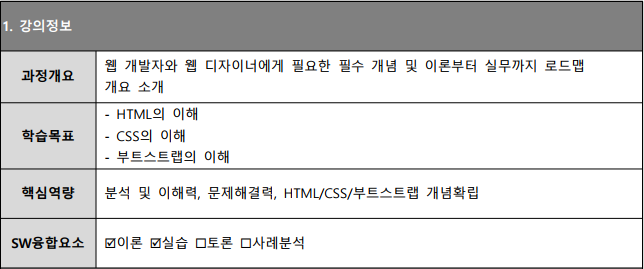 1. 강의정보
과정개요
웹 개발자와 웹 디자이너에게 필요한 필수 개념 및 이론부터 실무까지 로드맵
개요 소개
학습목표
- HTML의 이해
- CSS의 이해
- 부트스트랩의 이해
핵심역량
분석 및 이해력, 문제해결력, HTML/CSS/부트스트랩 개념확립
SW융합요소
☑이론 ☑실습 ☐토론 ☐사례분석